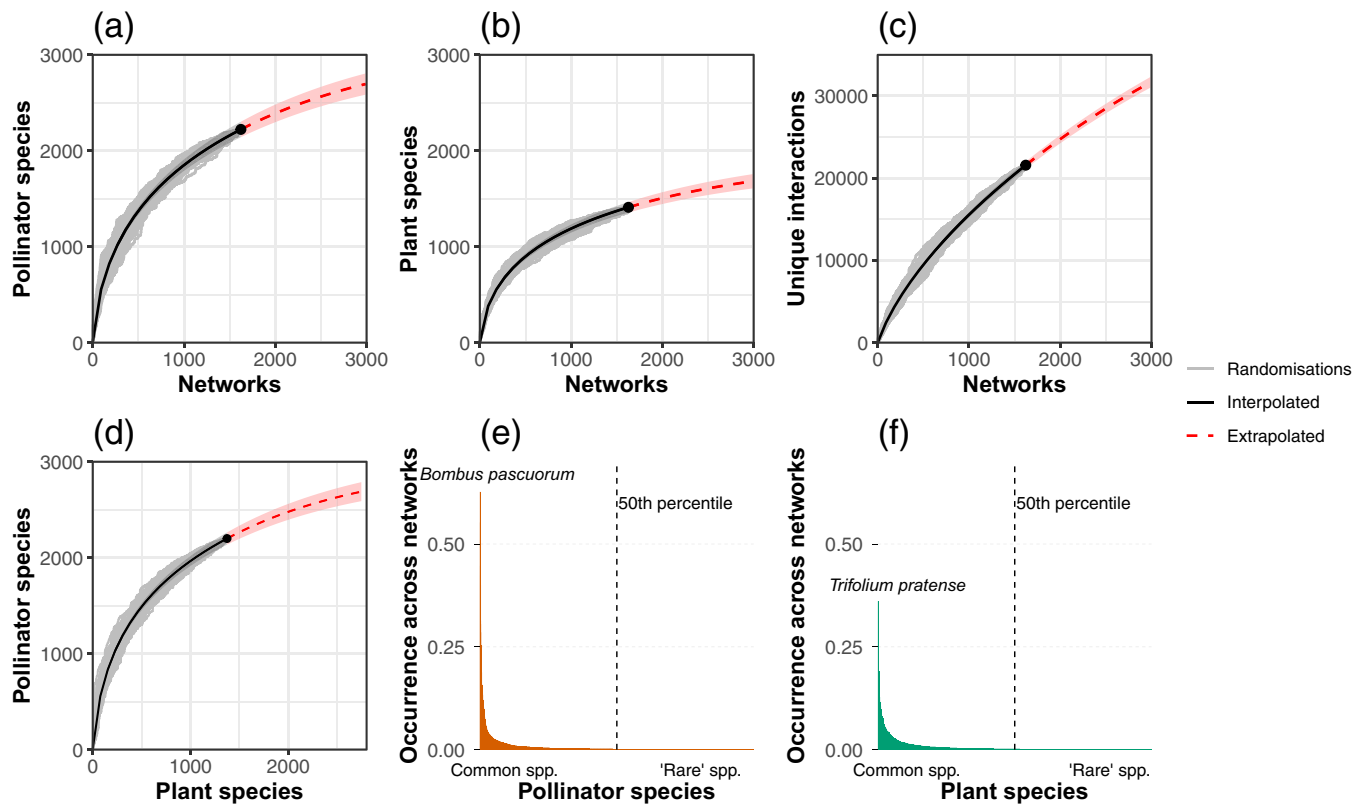 (a)
Pollinator species
3000
2000
1000
0
0 1000 2000 3000
Networks
(b)
Plant species
3000
2000
1000
0
0 1000 2000 3000
Networks
(c)
Unique interactions
30000
20000
10000
0
0 1000 2000 3000
Networks
Randomisations
Interpolated
Extrapolated
(d)
Pollinator species
3000
2000
1000
0
0 1000 2000
Plant species
(e)
Occurrence across networks
Bombus pascuorum
50th percentile
0.50
0.25
0.00
Common spp. 'Rare' spp.
Pollinator species
(f)
Occurrence across networks
50th percentile
0.50
Trifolium pratense
0.25
0.00
Common spp. 'Rare' spp.
Plant species